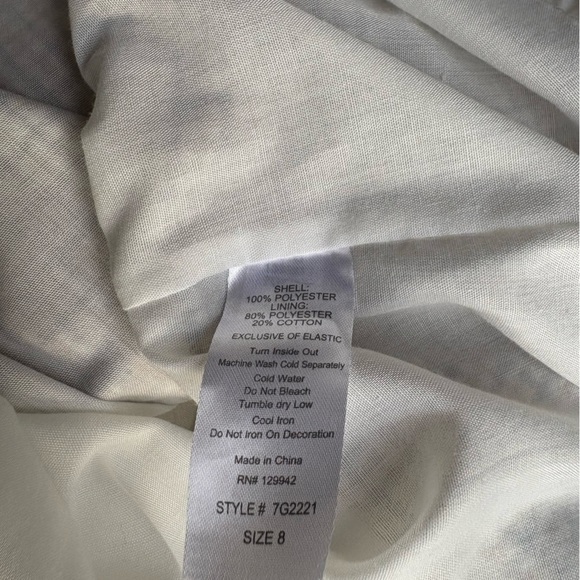 SHELL:
100% POLYESTER
LINING:
80% POLYESTER
20% COTTON
EXCLUSIVE OF ELASTIC
Turn Inside Out
Machine Wash Cold Separately
Cold Water
Do Not Bleach
Tumble dry Low
Cool Iron
Do Not Iron On Decoration
Made in China
RN# 129942
STYLE # 7G2221
SIZE 8